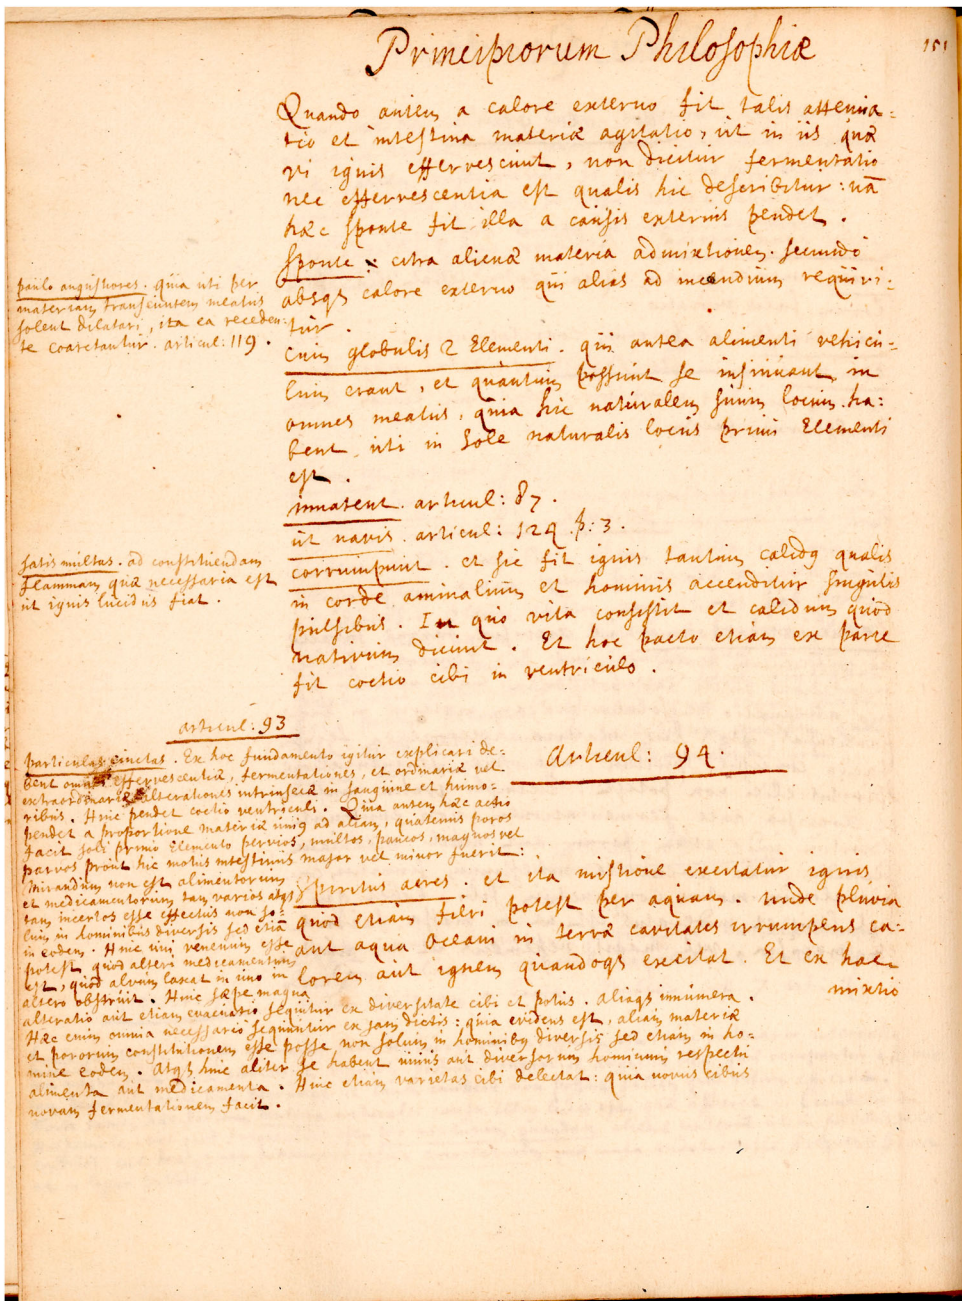 Principiorum Philosophiæ
151
Quando autem a calore externo fit talis attenua=
tio et intestina materiæ agitatio, ut in iis quæ
vi ignis effervescunt, non dicitur fermentatio
nec effervescentia est qualis hic describitur: nā
hæc sponte fit illa a causis externis pendet.
Sponte citra alienæ materiæ admixtionem. secundo
absqs calore externo qui alias ad incendium requiri=
tur.
paulo angustiores. quia uti per
materiam transeuntem meatus
solent dilatari, ita ea receden=
te coarctantur. articul: 119.
Cum globulis 2 Elementi. qui antea alimenti vehicu=
lum erant, et quantum possunt se insinuant in
omnes meatus, quia hic naturalem suum locum ha:
bent uti in Sole naturalis locus primi Elementi
est.
innatent. articul: 87.
ut navis. articul: 129. p: 3.
corrumpunt. et sic fit ignis tantum calidq qualis
in corde animalium et hominis accenditur singulis
pulsibus. In quo vita consistit et calidum quod
nativum dicunt. Et hoc pacto etiam ex parte
fit coctio cibi in ventriculo.
satis multas. ad constituendam
flammam quæ necessaria est
ut ignis lucidus fiat.
articul: 93
particulas cinctas. Ex hoc fundamento igitur explicari de=
bent omnes effervescentiæ, fermentationes, et ordinariæ vel
extraordinariæ alterationes intrinsecæ in sanguine et humo=
ribus. Hinc pendet coctio ventriculi. Quia autem hæc actio
pendet a proportione materiæ uniq ad aliam, quatenus poros
facit soli primo Elemento pervios, multos, paucos, magnos vel
parvos prout hic motus intestinus major vel minor fuerit:
Mirandum non est alimentorum
et medicamentorum tam varios atqs
tam incertos esse effectus non so=
lum in hominibus diversis sed etiā
in eodem. Hinc uni venenum esse
potest quod alteri medicamentum
est, quod alvum laxat in uno in
altero obstruit. Hinc sæpe magna
alteratio aut etiam evacuatio sequitur ex diversitate cibi et potus. aliaqs innumera.
Hæc enim omnia necessario sequuntur ex jam dictis: quia evidens est, aliam materiæ
et pororum constitutionem esse posse non solum in hominibq diversis sed etiam in ho=
mine eodem. Atqs hinc aliter se habent unius aut diversorum hominum respectu
alimenta aut medicamenta. Hinc etiam varietas cibi delectat: quia novus cibus
novam fermentationem facit.
Articul: 94.
Spiritus acres. et ita mistione excitatur ignis
quod etiam fieri potest per aquam. unde pluvia
aut aqua Oceani in terræ cavitates irrumpens ca=
lorem aut ignem quandoqs excitat. Et ex hac
mixtio